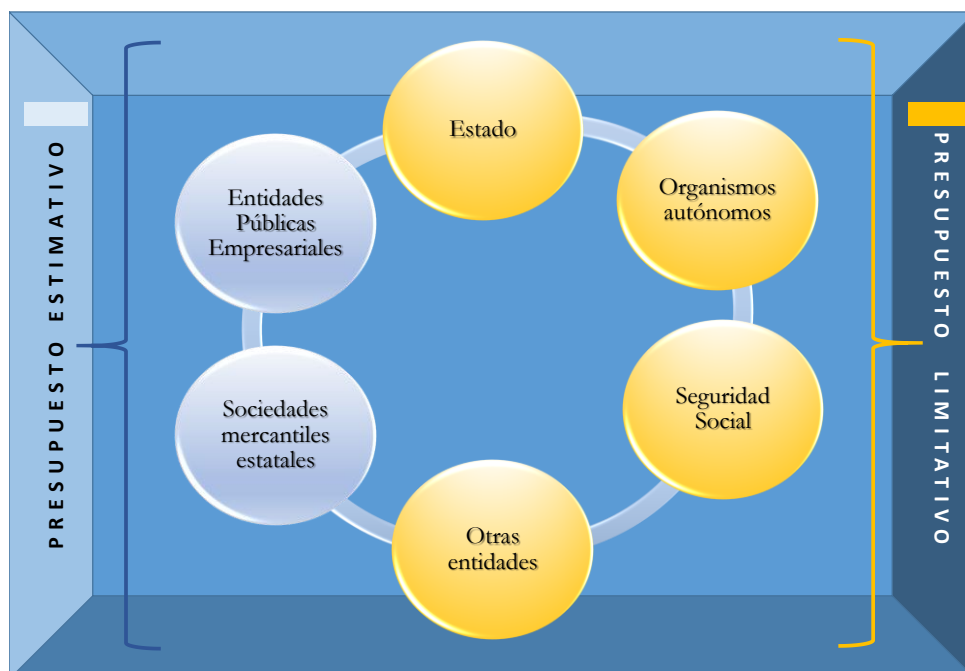 PRESUPUESTO ESTIMATIVO
Estado
Entidades
Públicas
Empresariales
Organismos
autónomos
Sociedades
mercantiles
estatales
Seguridad
Social
Otras
entidades
PRESUPUESTO LIMITATIVO